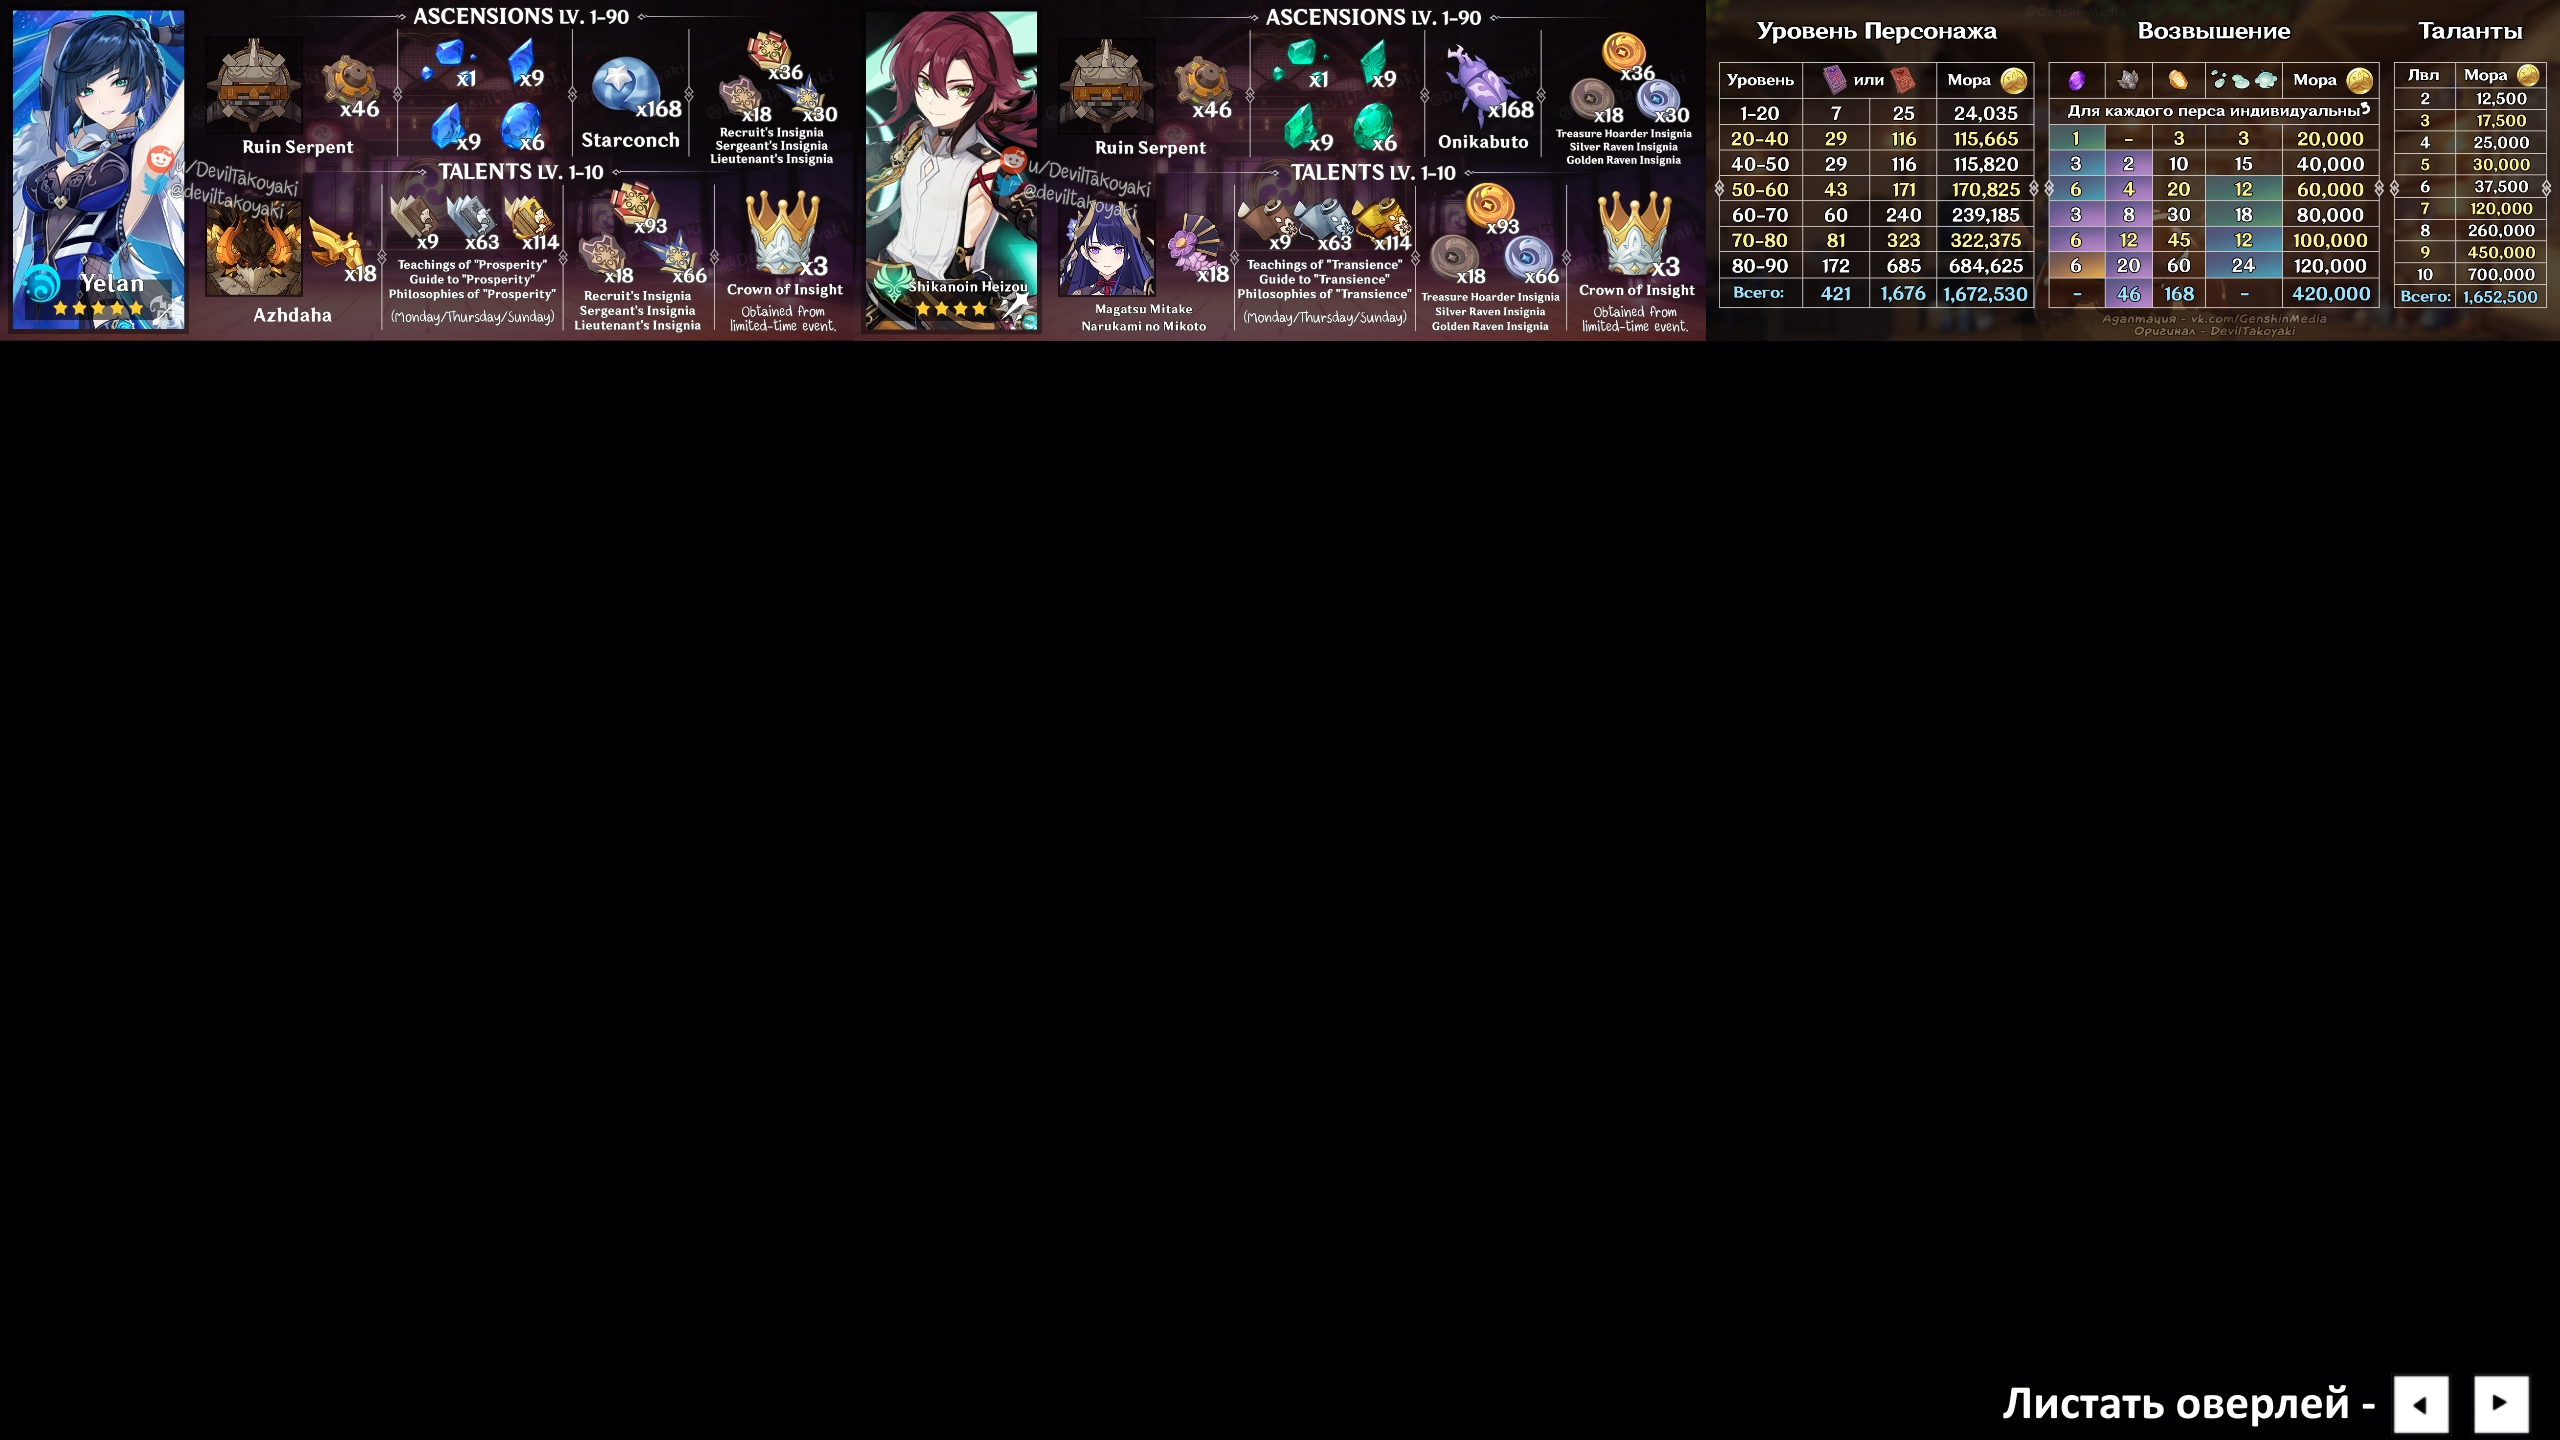 ASCENSIONS LV. 1-90
x46
Ruin Serpent
x1
x9
x9
x6
x168
Starconch
x36
x18
x30
Recruit's Insignia
Sergeant's Insignia
Lieutenant's Insignia
u/DevilTakoyaki
@deviltakoyaki
Yelan
TALENTS LV. 1-10
x18
Azhdaha
x9
x63
x114
Teachings of "Prosperity"
Guide to "Prosperity"
Philosophies of "Prosperity"
(Monday/Thursday/Sunday)
x93
x18
x66
Recruit's Insignia
Sergeant's Insignia
Lieutenant's Insignia
x3
Crown of Insight
Obtained from
limited-time event.
ASCENSIONS LV. 1-90
x46
Ruin Serpent
x1
x9
x9
x6
x168
Onikabuto
x36
x18
x30
Treasure Hoarder Insignia
Silver Raven Insignia
Golden Raven Insignia
u/DevilTakoyaki
@deviltakoyaki
Shikanoin Heizou
TALENTS LV. 1-10
x18
Magatsu Mitake
Narukami no Mikoto
x9
x63
x114
Teachings of "Transience"
Guide to "Transience"
Philosophies of "Transience"
(Monday/Thursday/Sunday)
x93
x18
x66
Treasure Hoarder Insignia
Silver Raven Insignia
Golden Raven Insignia
x3
Crown of Insight
Obtained from
limited-time event.
@GenshinMedia
Уровень Персонажа
Уровень или Мора
1-20 7 25 24,035
20-40 29 116 115,665
40-50 29 116 115,820
50-60 43 171 170,825
60-70 60 240 239,185
70-80 81 323 322,375
80-90 172 685 684,625
Всего: 421 1,676 1,672,530
Возвышение
Мора
Для каждого перса индивидуальны
1 - 3 3 20,000
3 2 10 15 40,000
6 4 20 12 60,000
3 8 30 18 80,000
6 12 45 12 100,000
6 20 60 24 120,000
- 46 168 - 420,000
Таланты
Лвл Мора
2 12,500
3 17,500
4 25,000
5 30,000
6 37,500
7 120,000
8 260,000
9 450,000
10 700,000
Всего: 1,652,500
Адаптация - vk.com/GenshinMedia
Оригинал - DevilTakoyaki
Листать оверлей -